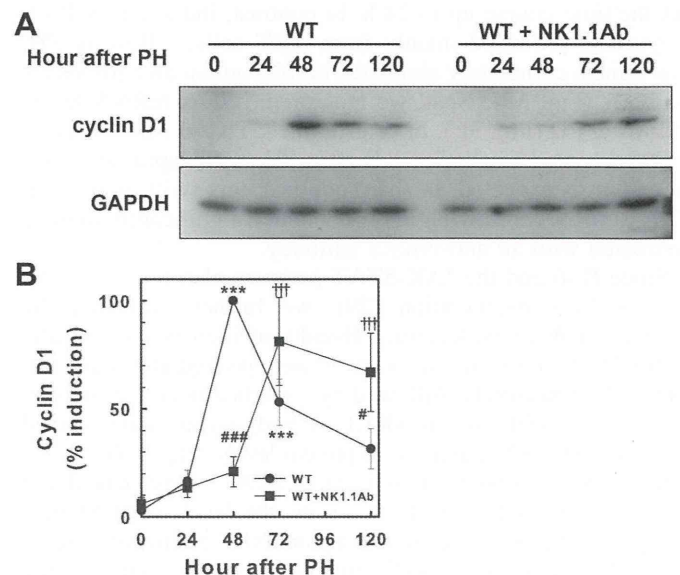 A
WT
WT + NK1.1Ab
Hour after PH
0 24 48 72 120 0 24 48 72 120
cyclin D1
GAPDH
B
Cyclin D1
(% induction)
100
50
0
***
†††
†††
###
***
#
WT
WT+NK1.1Ab
0 24 48 72 96 120
Hour after PH